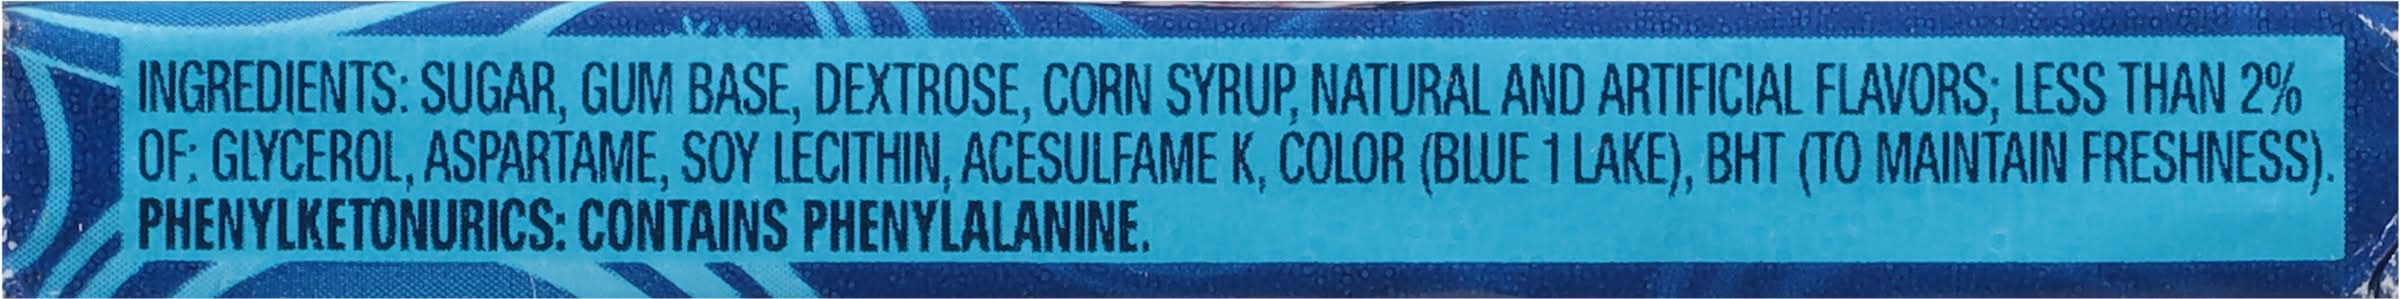 INGREDIENTS: SUGAR, GUM BASE, DEXTROSE, CORN SYRUP, NATURAL AND ARTIFICIAL FLAVORS; LESS THAN 2%
OF: GLYCEROL, ASPARTAME, SOY LECITHIN, ACESULFAME K, COLOR (BLUE 1 LAKE), BHT (TO MAINTAIN FRESHNESS).
PHENYLKETONURICS: CONTAINS PHENYLALANINE.